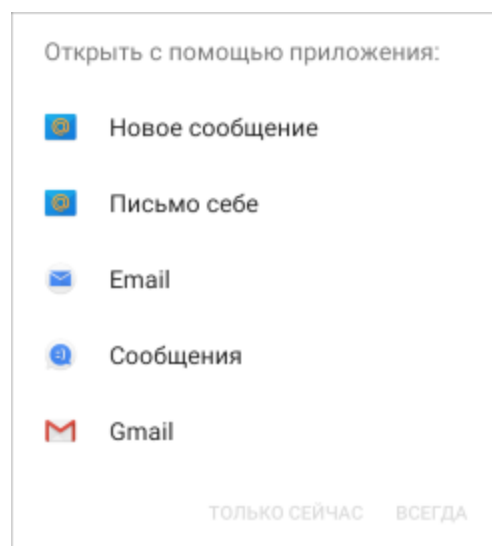 Открыть с помощью приложения:
Новое сообщение
Письмо себе
Email
Сообщения
Gmail
ТОЛЬКО СЕЙЧАС ВСЕГДА